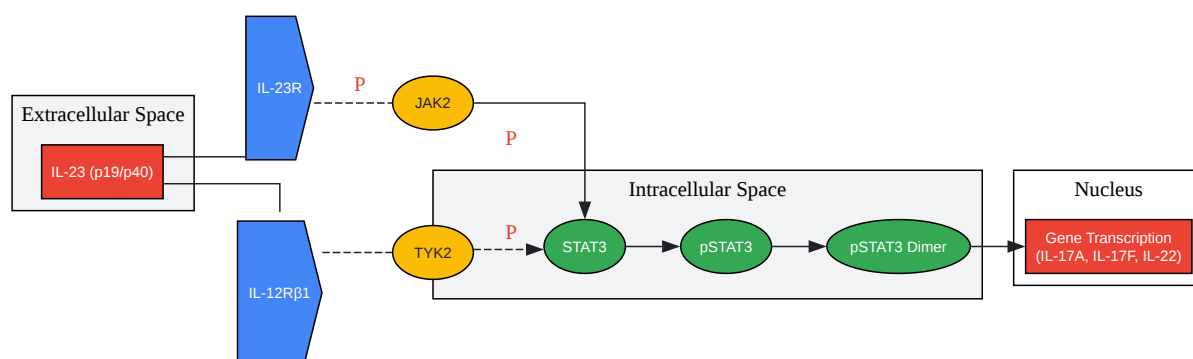 IL-23R
P
JAK2
Extracellular Space
IL-23 (p19/p40)
P
Intracellular Space
Nucleus
P
TYK2
STAT3
pSTAT3
pSTAT3 Dimer
Gene Transcription
(IL-17A, IL-17F, IL-22)
IL-12Rβ1